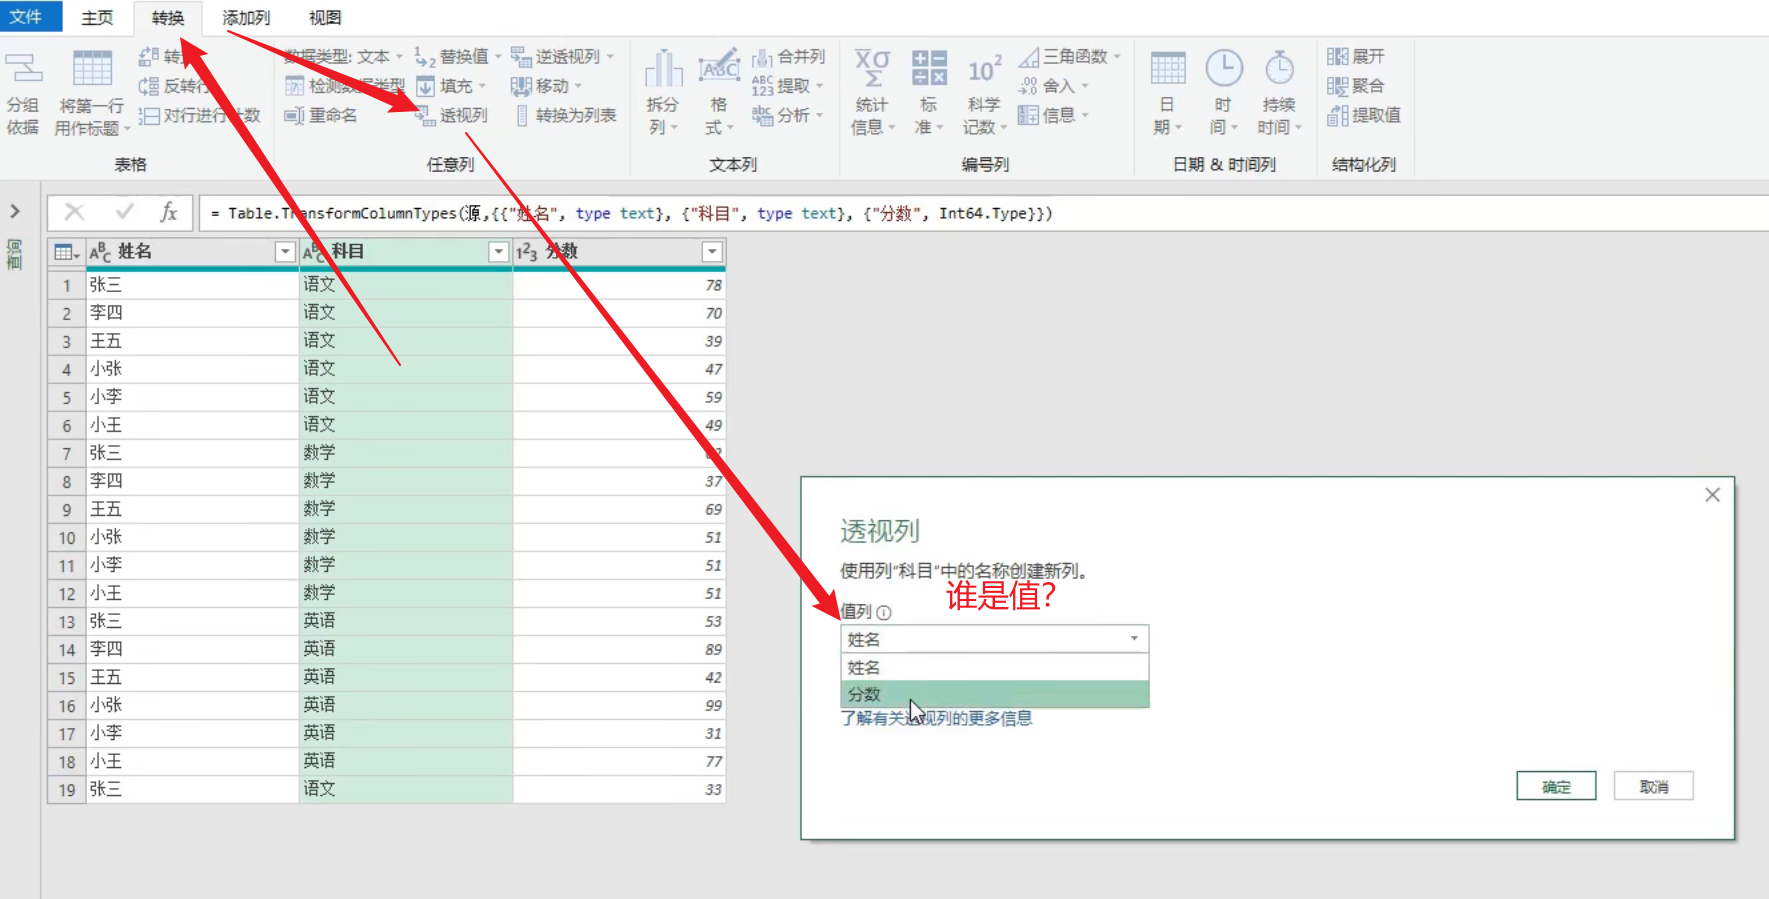 文件 主页 转换 添加列 视图
分组
依据
将第一行
用作标题
反转行
对行进行计数
表格
数据类型: 文本
检测数据类型
重命名
1 2 替换值
填充
透视列
逆透视列
移动
转换为列表
任意列
拆分
列
ABC
格
式
合并列
ABC
123 提取
abc 分析
文本列
XΣσ
统计
信息
标
准
10²
科学
记数
三角函数
.00
→.0 舍入
信息
编号列
日
期
时
间
持续
时间
日期 & 时间列
展开
聚合
提取值
结构化列
查询
fx = Table.TransformColumnTypes(源,{{"姓名", type text}, {"科目", type text}, {"分数", Int64.Type}})
ABC 姓名 ABC 科目 123 分数
1 张三 语文 78
2 李四 语文 70
3 王五 语文 39
4 小张 语文 47
5 小李 语文 59
6 小王 语文 49
7 张三 数学
8 李四 数学 37
9 王五 数学 69
10 小张 数学 51
11 小李 数学 51
12 小王 数学 51
13 张三 英语 53
14 李四 英语 89
15 王五 英语 42
16 小张 英语 99
17 小李 英语 31
18 小王 英语 77
19 张三 语文 33
透视列
使用列"科目"中的名称创建新列。
谁是值?
值列
姓名
姓名
分数
了解有关透视列的更多信息
确定 取消